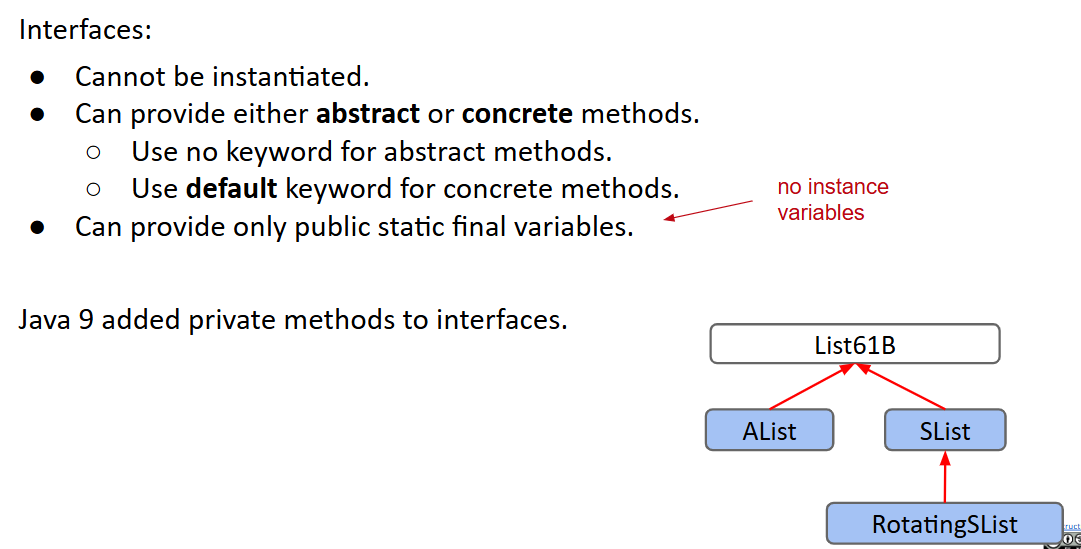 Interfaces:
● Cannot be instantiated.
● Can provide either abstract or concrete methods.
○ Use no keyword for abstract methods.
○ Use default keyword for concrete methods.
● Can provide only public static final variables.
no instance
variables
Java 9 added private methods to interfaces.
List61B
AList
SList
RotatingSList